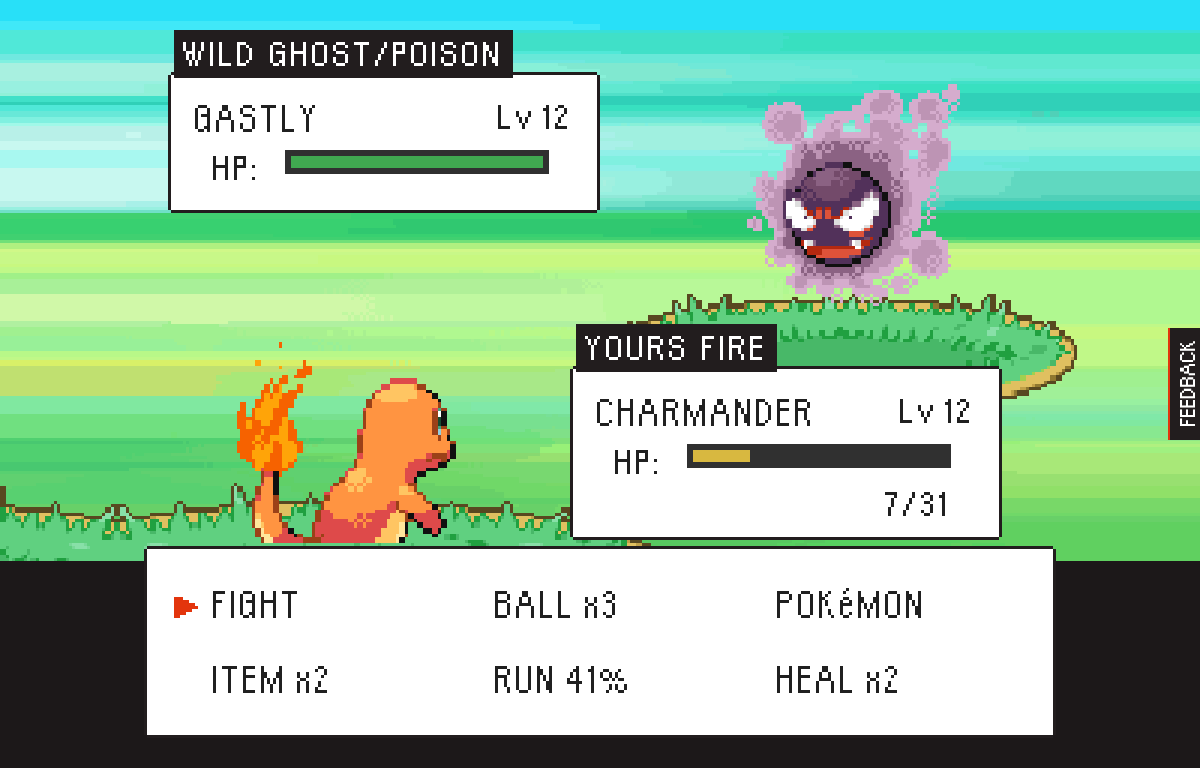 WILD GHOST/POISON
GASTLY Lv 12
HP:
YOURS FIRE
CHARMANDER Lv 12
HP:
7/31
FEEDBACK
FIGHT BALL x3 POKéMON
ITEM x2 RUN 41% HEAL x2